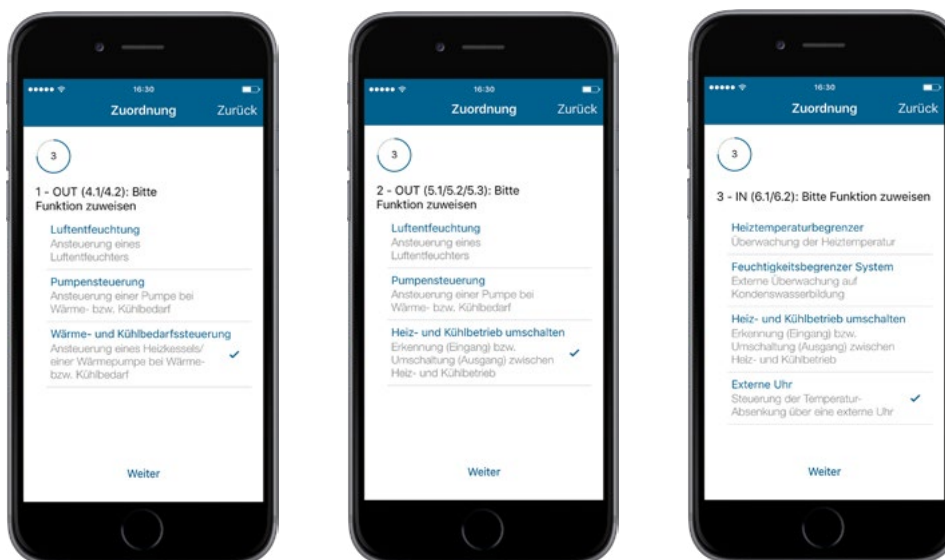 16:30
Zuordnung
Zurück
3
1 - OUT (4.1/4.2): Bitte
Funktion zuweisen
Luftentfeuchtung
Ansteuerung eines
Luftentfeuchters
Pumpensteuerung
Ansteuerung einer Pumpe bei
Wärme- bzw. Kühlbedarf
Wärme- und Kühlbedarfssteuerung
Ansteuerung eines Heizkessels/
einer Wärmepumpe bei Wärme-
bzw. Kühlbedarf
Weiter
16:30
Zuordnung
Zurück
3
2 - OUT (5.1/5.2/5.3): Bitte
Funktion zuweisen
Luftentfeuchtung
Ansteuerung eines
Luftentfeuchters
Pumpensteuerung
Ansteuerung einer Pumpe bei
Wärme- bzw. Kühlbedarf
Heiz- und Kühlbetrieb umschalten
Erkennung (Eingang) bzw.
Umschaltung (Ausgang) zwischen
Heiz- und Kühlbetrieb
Weiter
16:30
Zuordnung
Zurück
3
3 - IN (6.1/6.2): Bitte Funktion zuweisen
Heiztemperaturbegrenzer
Überwachung der Heiztemperatur
Feuchtigkeitsbegrenzer System
Externe Überwachung auf
Kondenswasserbildung
Heiz- und Kühlbetrieb umschalten
Erkennung (Eingang) bzw.
Umschaltung (Ausgang) zwischen
Heiz- und Kühlbetrieb
Externe Uhr
Steuerung der Temperatur-
Absenkung über eine externe Uhr
Weiter